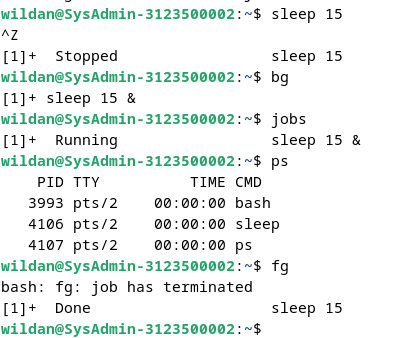 wildan@SysAdmin-3123500002:~$ sleep 15
^Z
[1]+  Stopped                 sleep 15
wildan@SysAdmin-3123500002:~$ bg
[1]+ sleep 15 &
wildan@SysAdmin-3123500002:~$ jobs
[1]+  Running                 sleep 15 &
wildan@SysAdmin-3123500002:~$ ps
    PID TTY          TIME CMD
   3993 pts/2    00:00:00 bash
   4106 pts/2    00:00:00 sleep
   4107 pts/2    00:00:00 ps
wildan@SysAdmin-3123500002:~$ fg
bash: fg: job has terminated
[1]+  Done                    sleep 15
wildan@SysAdmin-3123500002:~$